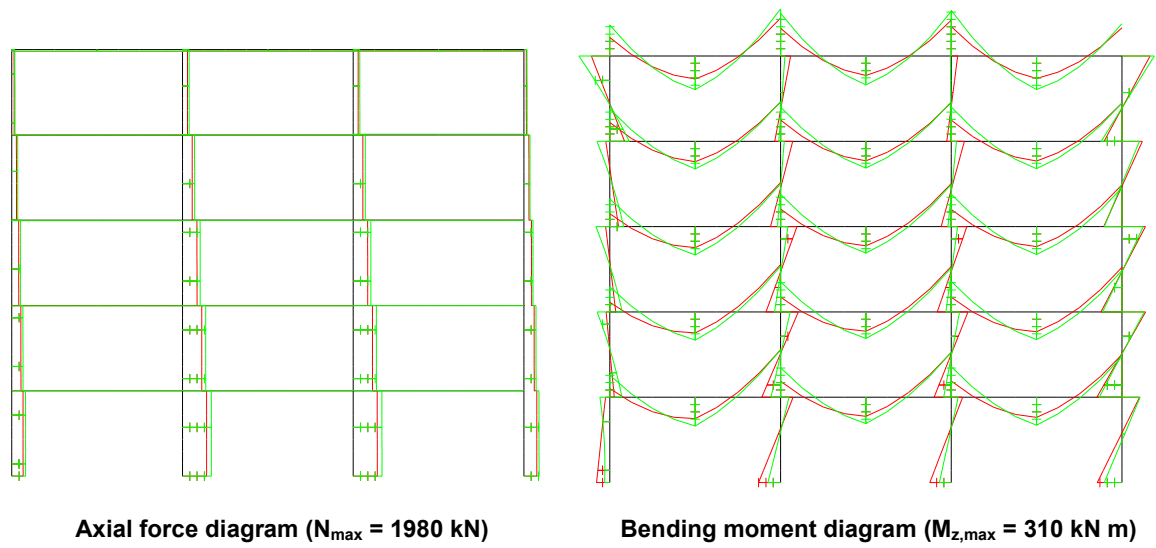 Axial force diagram (Nmax = 1980 kN)
Bending moment diagram (Mz,max = 310 kN m)